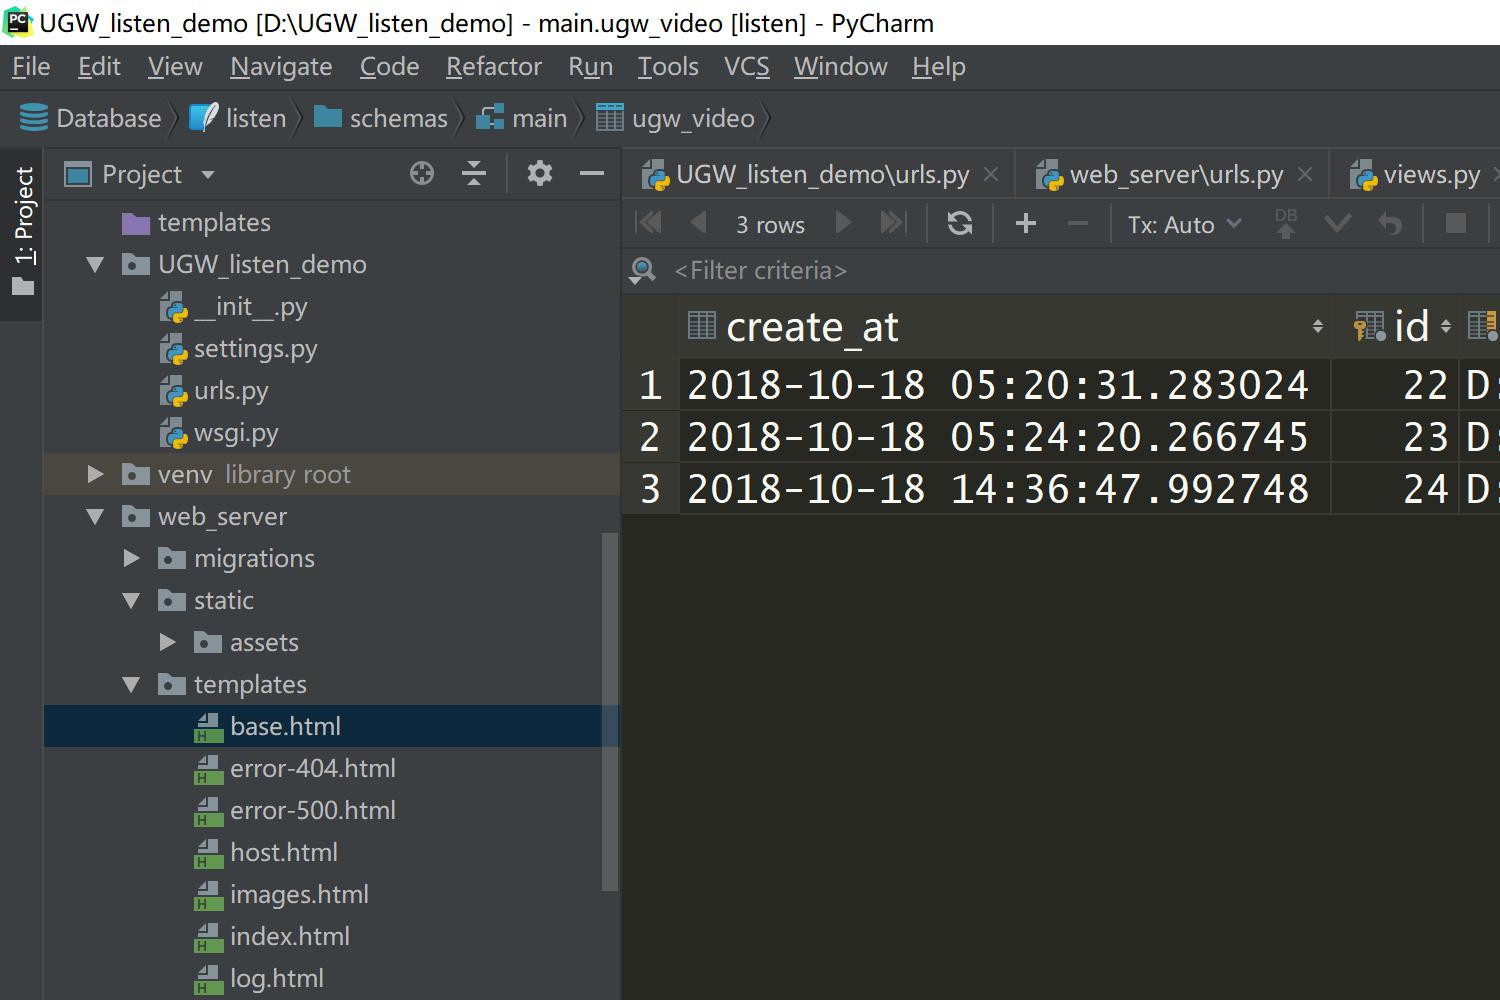 UGW_listen_demo [D:\UGW_listen_demo] - main.ugw_video [listen] - PyCharm
File Edit View Navigate Code Refactor Run Tools VCS Window Help
Database listen schemas main ugw_video
1: Project
Project
templates
UGW_listen_demo
__init__.py
settings.py
urls.py
wsgi.py
venv library root
web_server
migrations
static
assets
templates
base.html
error-404.html
error-500.html
host.html
images.html
index.html
log.html
UGW_listen_demo\urls.py web_server\urls.py views.py
3 rows Tx: Auto DB
<Filter criteria>
create_at id
1 2018-10-18 05:20:31.283024 22 D:
2 2018-10-18 05:24:20.266745 23 D:
3 2018-10-18 14:36:47.992748 24 D: